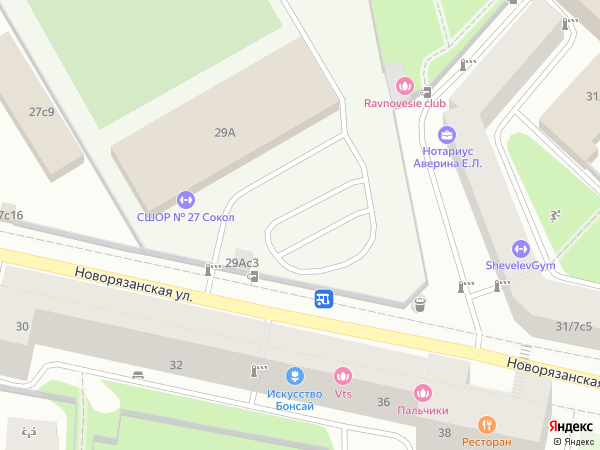 31
27с9
Ravnovesie club
29А
Нотариус
Аверина Е.Л.
СШОР № 27 Сокол
7с16
29Ас3
ShevelevGym
Новорязанская ул.
30
31/7с5
32
Новорязанская
Искусство
Бонсай
Vts
36
Пальчики
38
Ресторан
Яндекс
© Яндекс